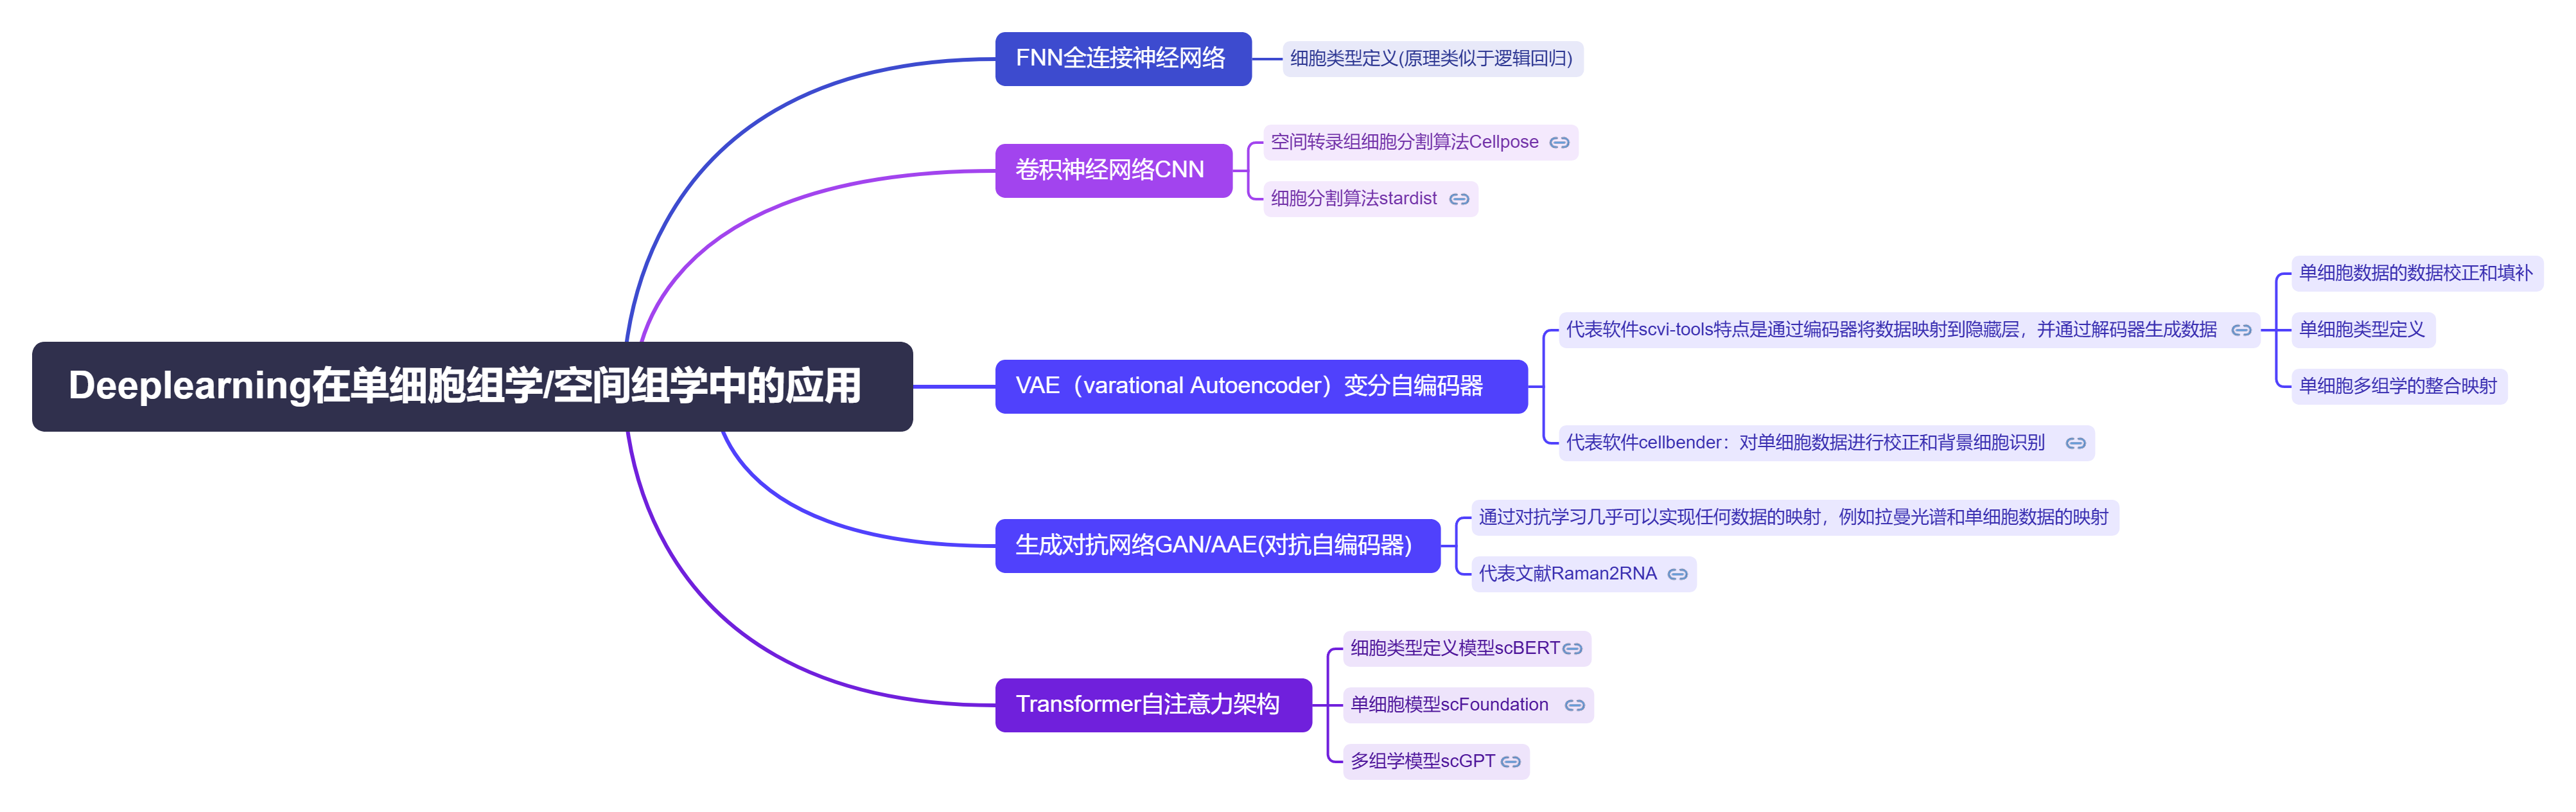 Deeplearning在单细胞组学/空间组学中的应用
FNN全连接神经网络
细胞类型定义(原理类似于逻辑回归)
卷积神经网络CNN
空间转录组细胞分割算法Cellpose
细胞分割算法stardist
VAE（varational Autoencoder）变分自编码器
代表软件scvi-tools特点是通过编码器将数据映射到隐藏层，并通过解码器生成数据
单细胞数据的数据校正和填补
单细胞类型定义
单细胞多组学的整合映射
代表软件cellbender：对单细胞数据进行校正和背景细胞识别
生成对抗网络GAN/AAE(对抗自编码器)
通过对抗学习几乎可以实现任何数据的映射，例如拉曼光谱和单细胞数据的映射
代表文献Raman2RNA
Transformer自注意力架构
细胞类型定义模型scBERT
单细胞模型scFoundation
多组学模型scGPT